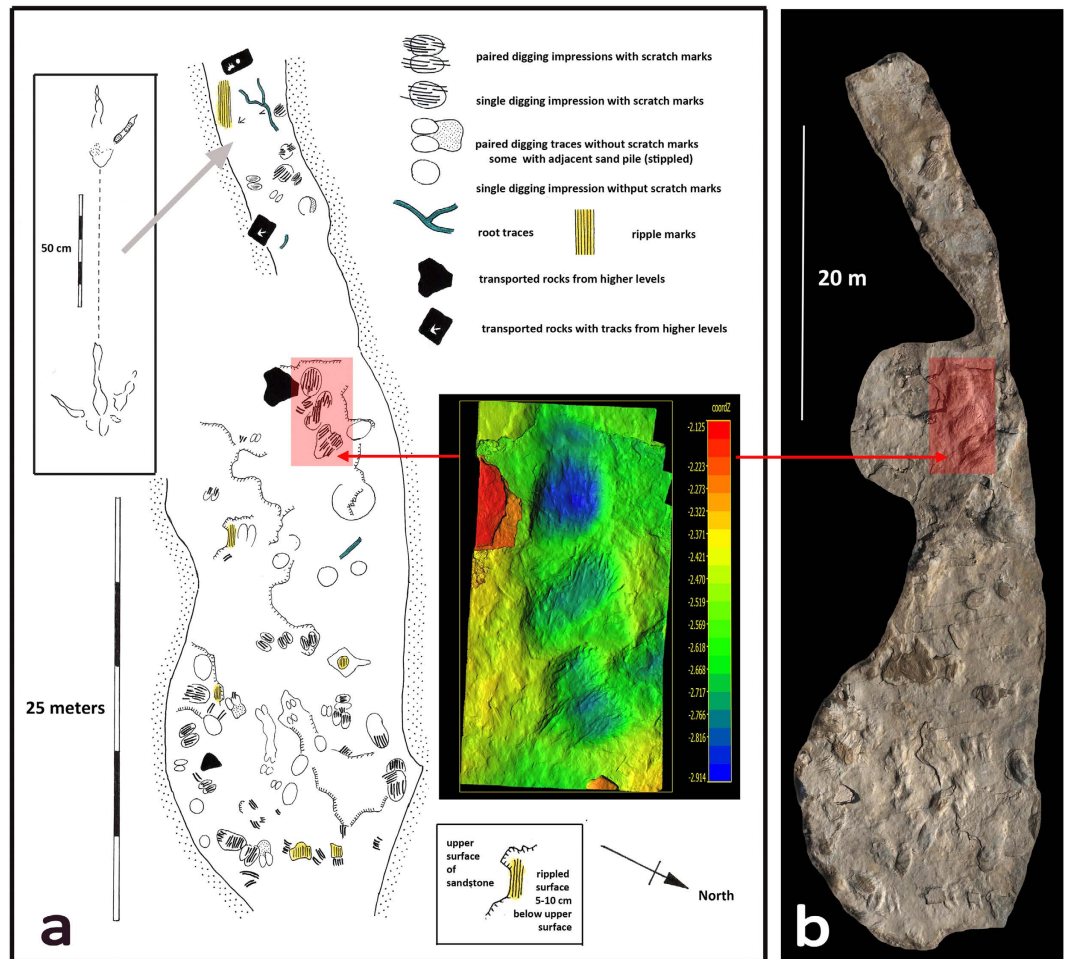 paired digging impressions with scratch marks
single digging impression with scratch marks
paired digging traces without scratch marks
some with adjacent sand pile (stippled)
single digging impression withput scratch marks
root traces
ripple marks
transported rocks from higher levels
transported rocks with tracks from higher levels
50 cm
25 meters
coordZ
-2.125
-2.223
-2.273
-2.322
-2.371
-2.421
-2.470
-2.519
-2.569
-2.618
-2.668
-2.717
-2.766
-2.816
-2.914
upper
surface
of
sandstone
rippled
surface
5-10 cm
below upper
surface
North
a
20 m
b